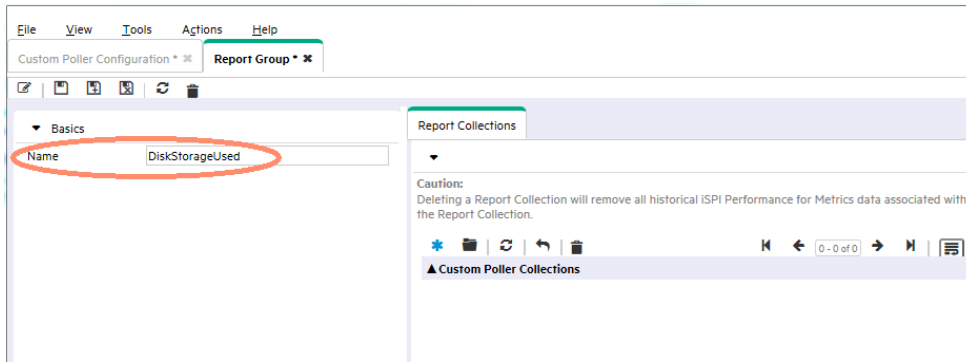 File View Tools Actions Help
Custom Poller Configuration * ✖ Report Group * ✖
Basics
Name DiskStorageUsed
Report Collections
Caution:
Deleting a Report Collection will remove all historical iSPI Performance for Metrics data associated with
the Report Collection.
0 - 0 of 0
▲Custom Poller Collections